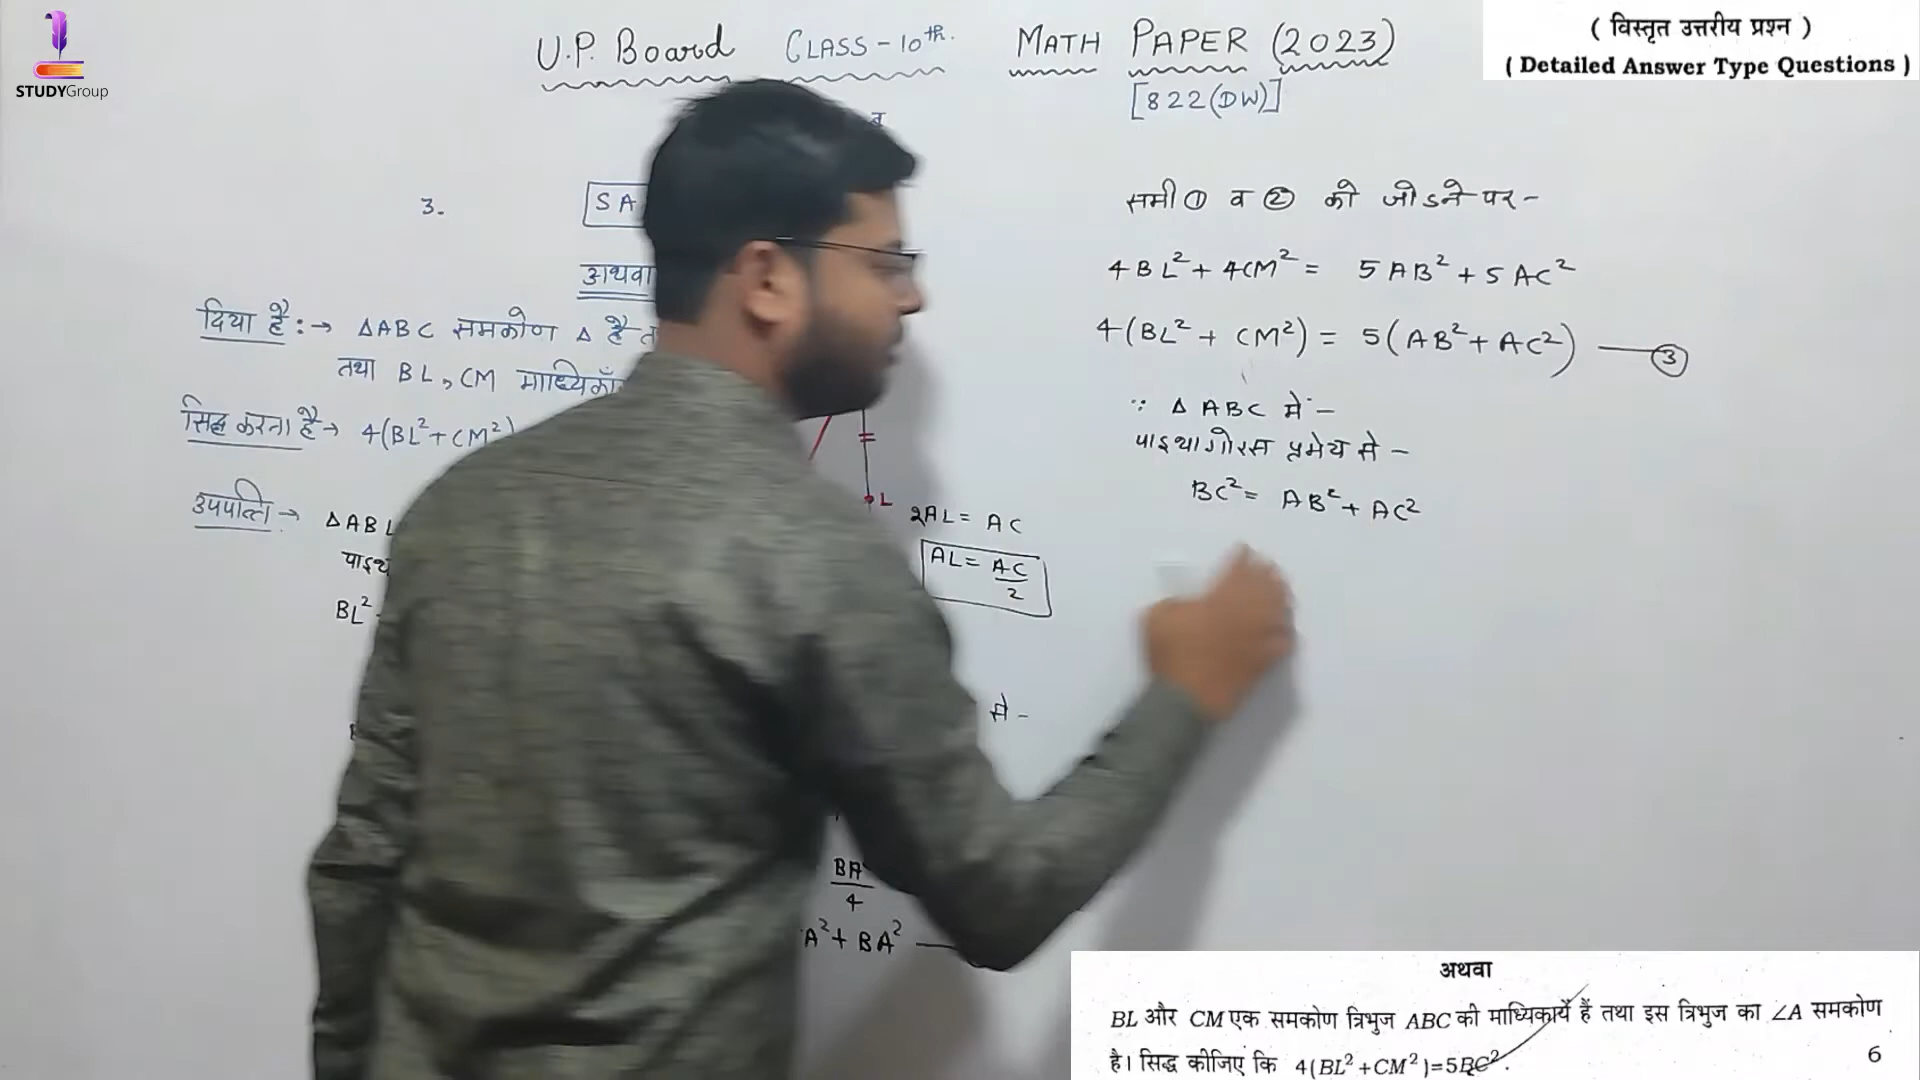 STUDYGroup
U.P. Board CLASS-10th. MATH PAPER (2023)
[822(DW)]
( विस्तृत उत्तरीय प्रश्न )
( Detailed Answer Type Questions )
3.
SA
अथवा
दिया है:→ ΔABC समकोण Δ है
तथा BL, CM माध्यिकाएँ
सिद्ध करना है→ 4(BL²+CM²)
उपपत्ति→ ΔABL
BL²
L
2AL = AC
AL = AC/2
से -
BA
4
A²+BA²
समी ① व ② को जोडने पर-
4BL²+4CM² = 5AB²+5AC²
4(BL²+CM²) = 5(AB²+AC²) — ③
∵ ΔABC में-
पाइथागोरस प्रमेय से-
BC² = AB²+AC²
अथवा
BL और CM एक समकोण त्रिभुज ABC की माध्यिकायें हैं तथा इस त्रिभुज का ∠A समकोण
है। सिद्ध कीजिए कि 4(BL²+CM²)=5BC². 6